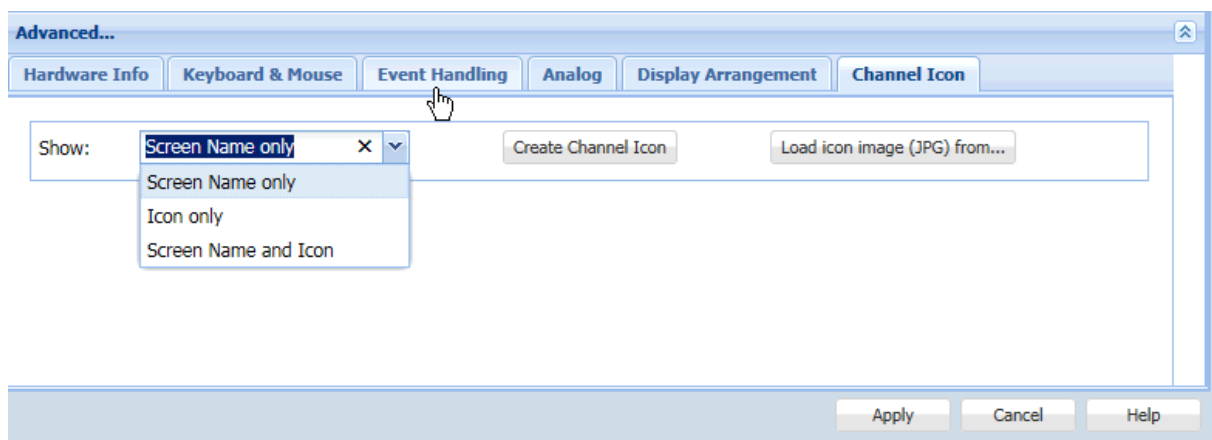 Advanced...
Hardware Info Keyboard & Mouse Event Handling Analog Display Arrangement Channel Icon
Show: Screen Name only Create Channel Icon Load icon image (JPG) from...
Screen Name only
Icon only
Screen Name and Icon
Apply Cancel Help